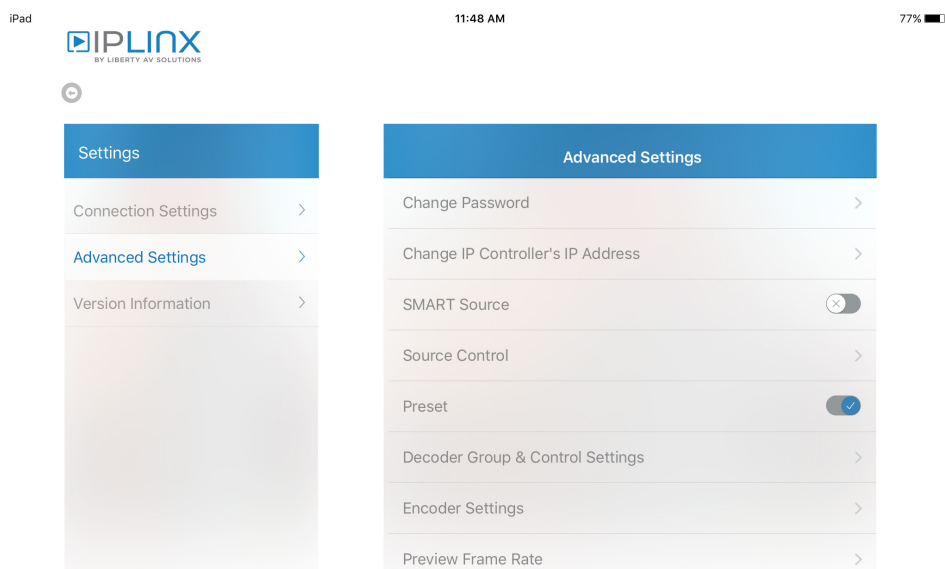 iPad
11:48 AM
77%
IPLINX
BY LIBERTY AV SOLUTIONS
Settings
Connection Settings
Advanced Settings
Version Information
Advanced Settings
Change Password
Change IP Controller's IP Address
SMART Source
Source Control
Preset
Decoder Group & Control Settings
Encoder Settings
Preview Frame Rate